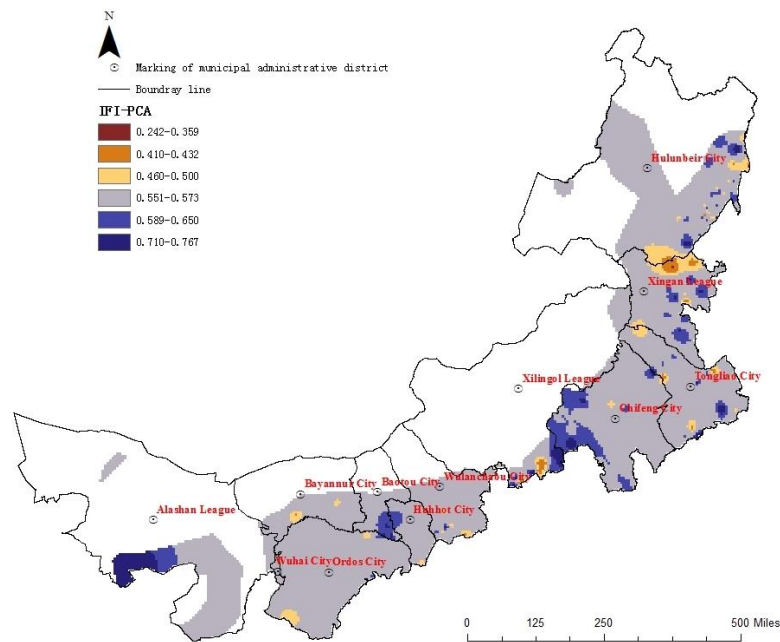 N
Marking of municipal administrative district
Boundray line
IFI-PCA
0.242-0.359
0.410-0.432
0.460-0.500
0.551-0.573
0.589-0.650
0.710-0.767
Hulunbeir City
Xingan League
Xilingol League
Tongliao City
Chifeng City
Wulanchabu City
Bayannur City
Baotou City
Alashan League
Huhhot City
Wuhai City
Ordos City
0
125
250
500 Miles